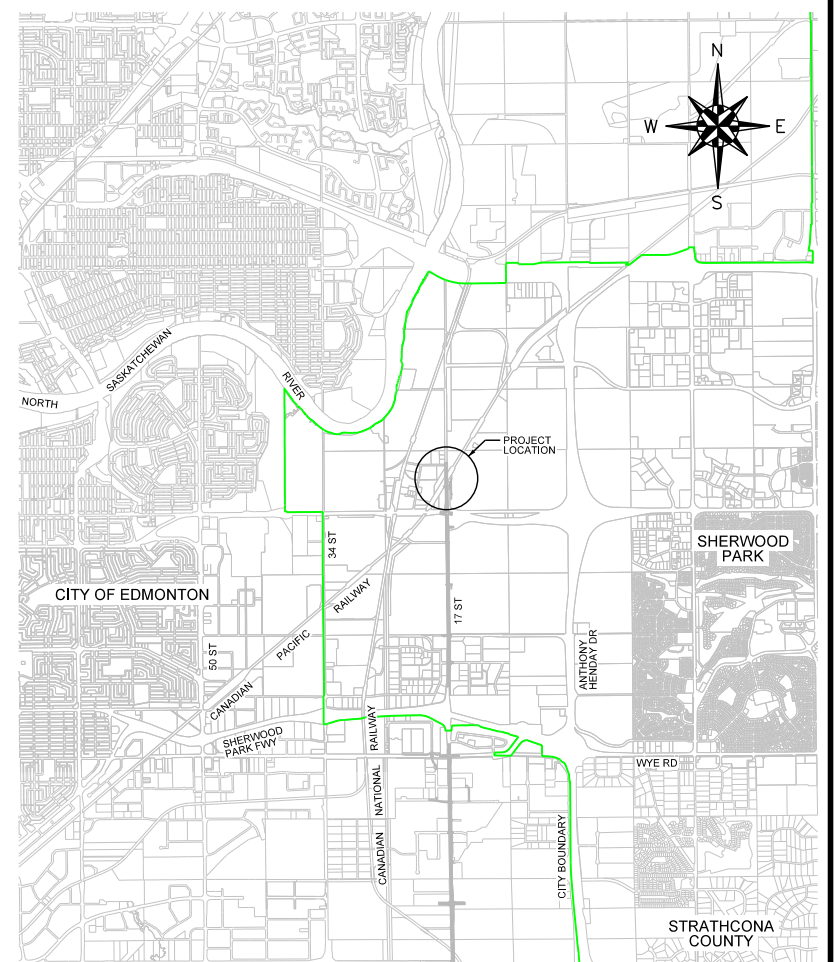 N
W E
S
NORTH
SASKATCHEWAN
RIVER
PROJECT
LOCATION
34 ST
SHERWOOD
PARK
CITY OF EDMONTON
RAILWAY
17 ST
PACIFIC
50 ST
ANTHONY
HENDAY DR
CANADIAN
SHERWOOD
PARK FWY
RAILWAY
WYE RD
NATIONAL
CANADIAN
CITY BOUNDARY
STRATHCONA
COUNTY